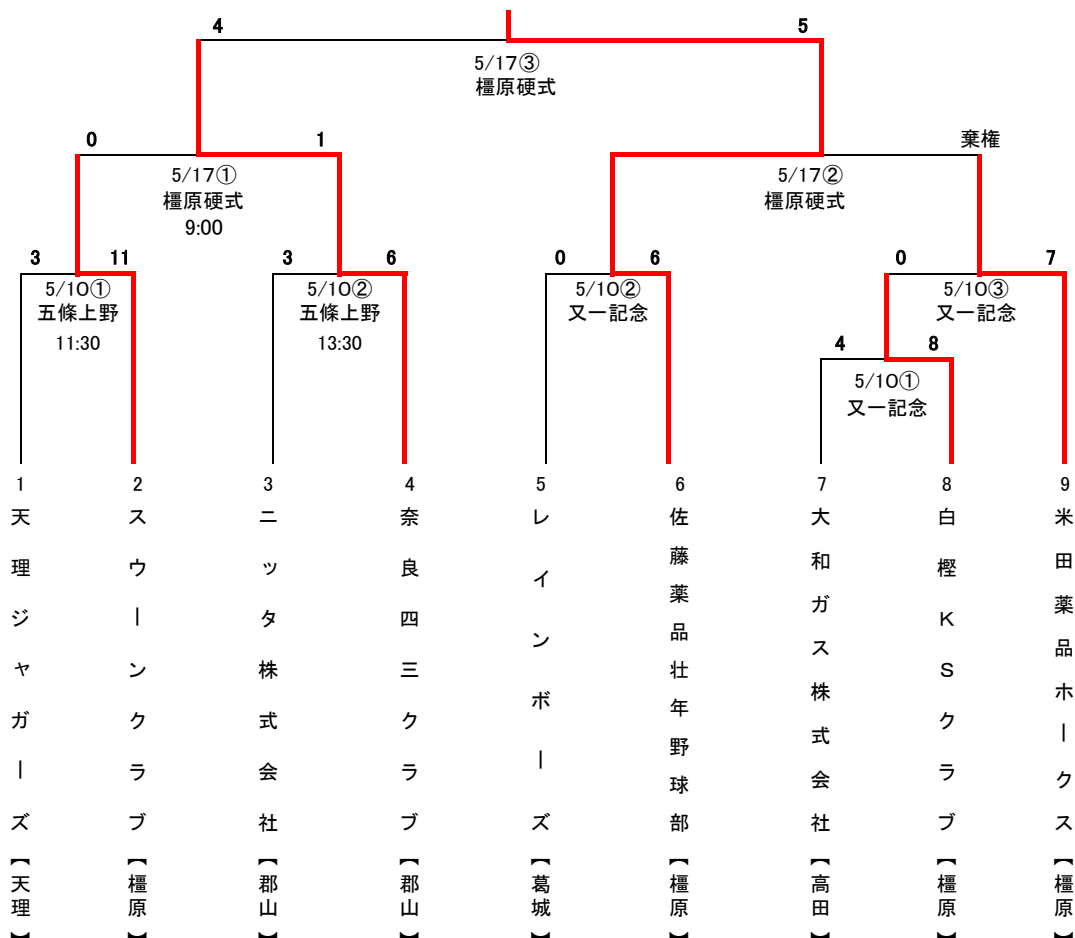 4 5
5/17③
橿原硬式
0 1 棄権
5/17① 5/17②
橿原硬式 橿原硬式
9:00
3 11 3 6 0 6 0 7
5/10① 5/10② 5/10② 5/10③
五條上野 五條上野 又一記念 又一記念
11:30 13:30
4 8
5/10①
又一記念
1 2 3 4 5 6 7 8 9
天理ジャガーズ【天理】
スウーンクラブ【橿原】
ニッタ株式会社【郡山】
奈良四三クラブ【郡山】
レインボーズ【葛城】
佐藤薬品壮年野球部【橿原】
大和ガス株式会社【高田】
白樫KSクラブ【橿原】
米田薬品ホークス【橿原】